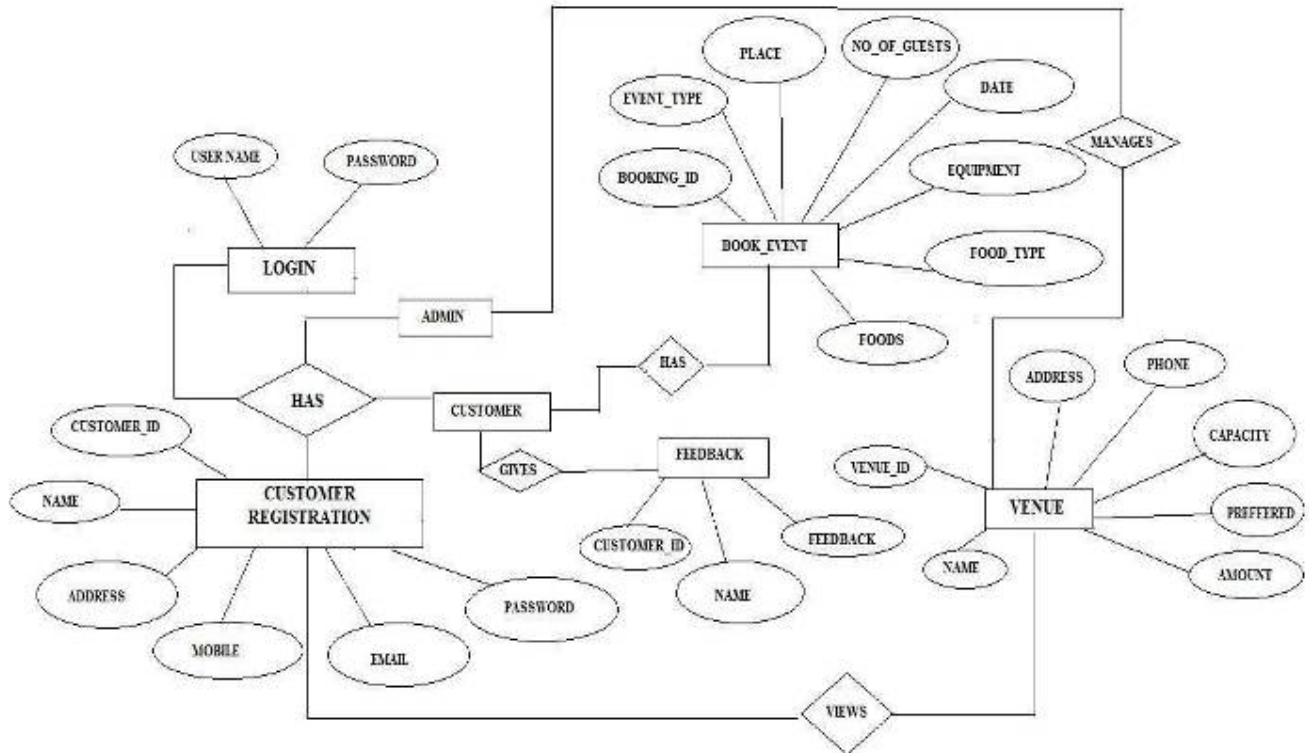 PLACE
NO_OF_GUESTS
EVENT_TYPE
DATE
MANAGES
USER NAME
PASSWORD
BOOKING_ID
EQUIPMENT
BOOK_EVENT
FOOD_TYPE
LOGIN
ADMIN
FOODS
HAS
PHONE
ADDRESS
HAS
CUSTOMER
CUSTOMER_ID
CAPACITY
GIVES
FEEDBACK
VENUE_ID
NAME
CUSTOMER
REGISTRATION
VENUE
PREFFERED
CUSTOMER_ID
FEEDBACK
NAME
AMOUNT
ADDRESS
PASSWORD
NAME
MOBILE
EMAIL
VIEWS